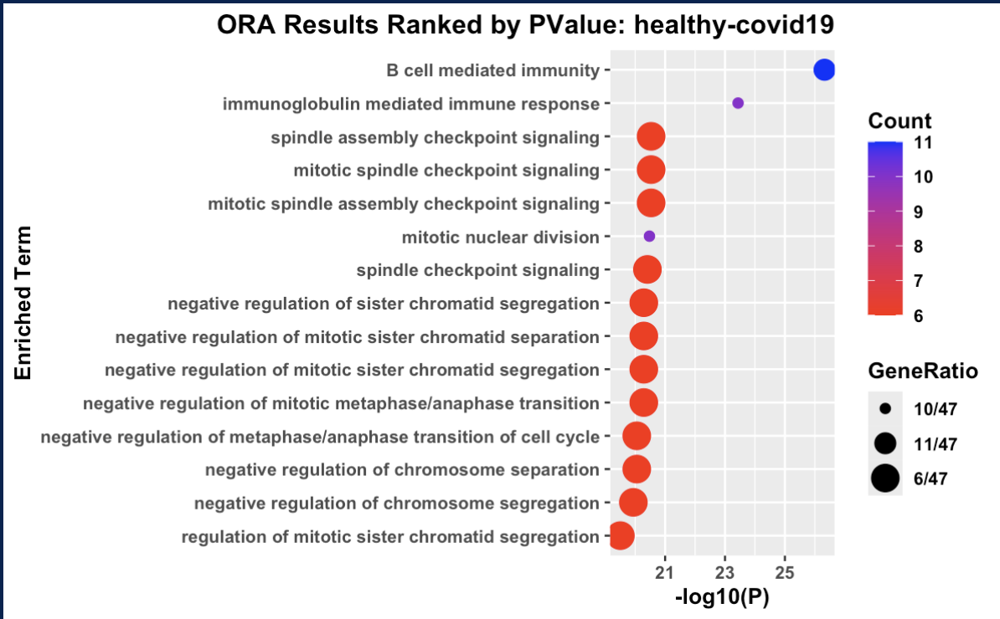 ORA Results Ranked by PValue: healthy-covid19
Enriched Term
B cell mediated immunity
immunoglobulin mediated immune response
spindle assembly checkpoint signaling
mitotic spindle checkpoint signaling
mitotic spindle assembly checkpoint signaling
mitotic nuclear division
spindle checkpoint signaling
negative regulation of sister chromatid segregation
negative regulation of mitotic sister chromatid separation
negative regulation of mitotic sister chromatid segregation
negative regulation of mitotic metaphase/anaphase transition
negative regulation of metaphase/anaphase transition of cell cycle
negative regulation of chromosome separation
negative regulation of chromosome segregation
regulation of mitotic sister chromatid segregation
21 23 25
-log10(P)
Count
11
10
9
8
7
6
GeneRatio
10/47
11/47
6/47